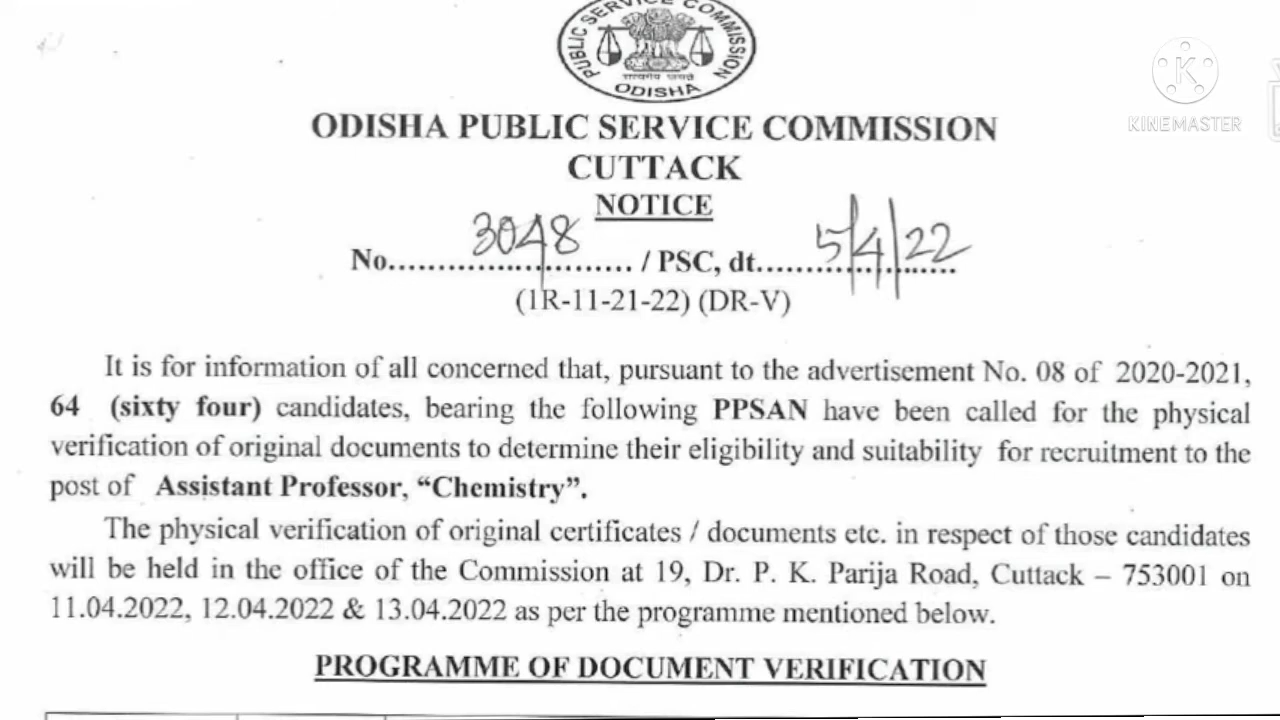 PUBLIC SERVICE COMMISSION
सत्यमेव जयते
ODISHA
KINEMASTER
ODISHA PUBLIC SERVICE COMMISSION
CUTTACK
NOTICE
No.......3048....... / PSC, dt.......5/4/22.......
(1R-11-21-22) (DR-V)
It is for information of all concerned that, pursuant to the advertisement No. 08 of 2020-2021,
64 (sixty four) candidates, bearing the following PPSAN have been called for the physical
verification of original documents to determine their eligibility and suitability for recruitment to the
post of Assistant Professor, “Chemistry”.
The physical verification of original certificates / documents etc. in respect of those candidates
will be held in the office of the Commission at 19, Dr. P. K. Parija Road, Cuttack – 753001 on
11.04.2022, 12.04.2022 & 13.04.2022 as per the programme mentioned below.
PROGRAMME OF DOCUMENT VERIFICATION